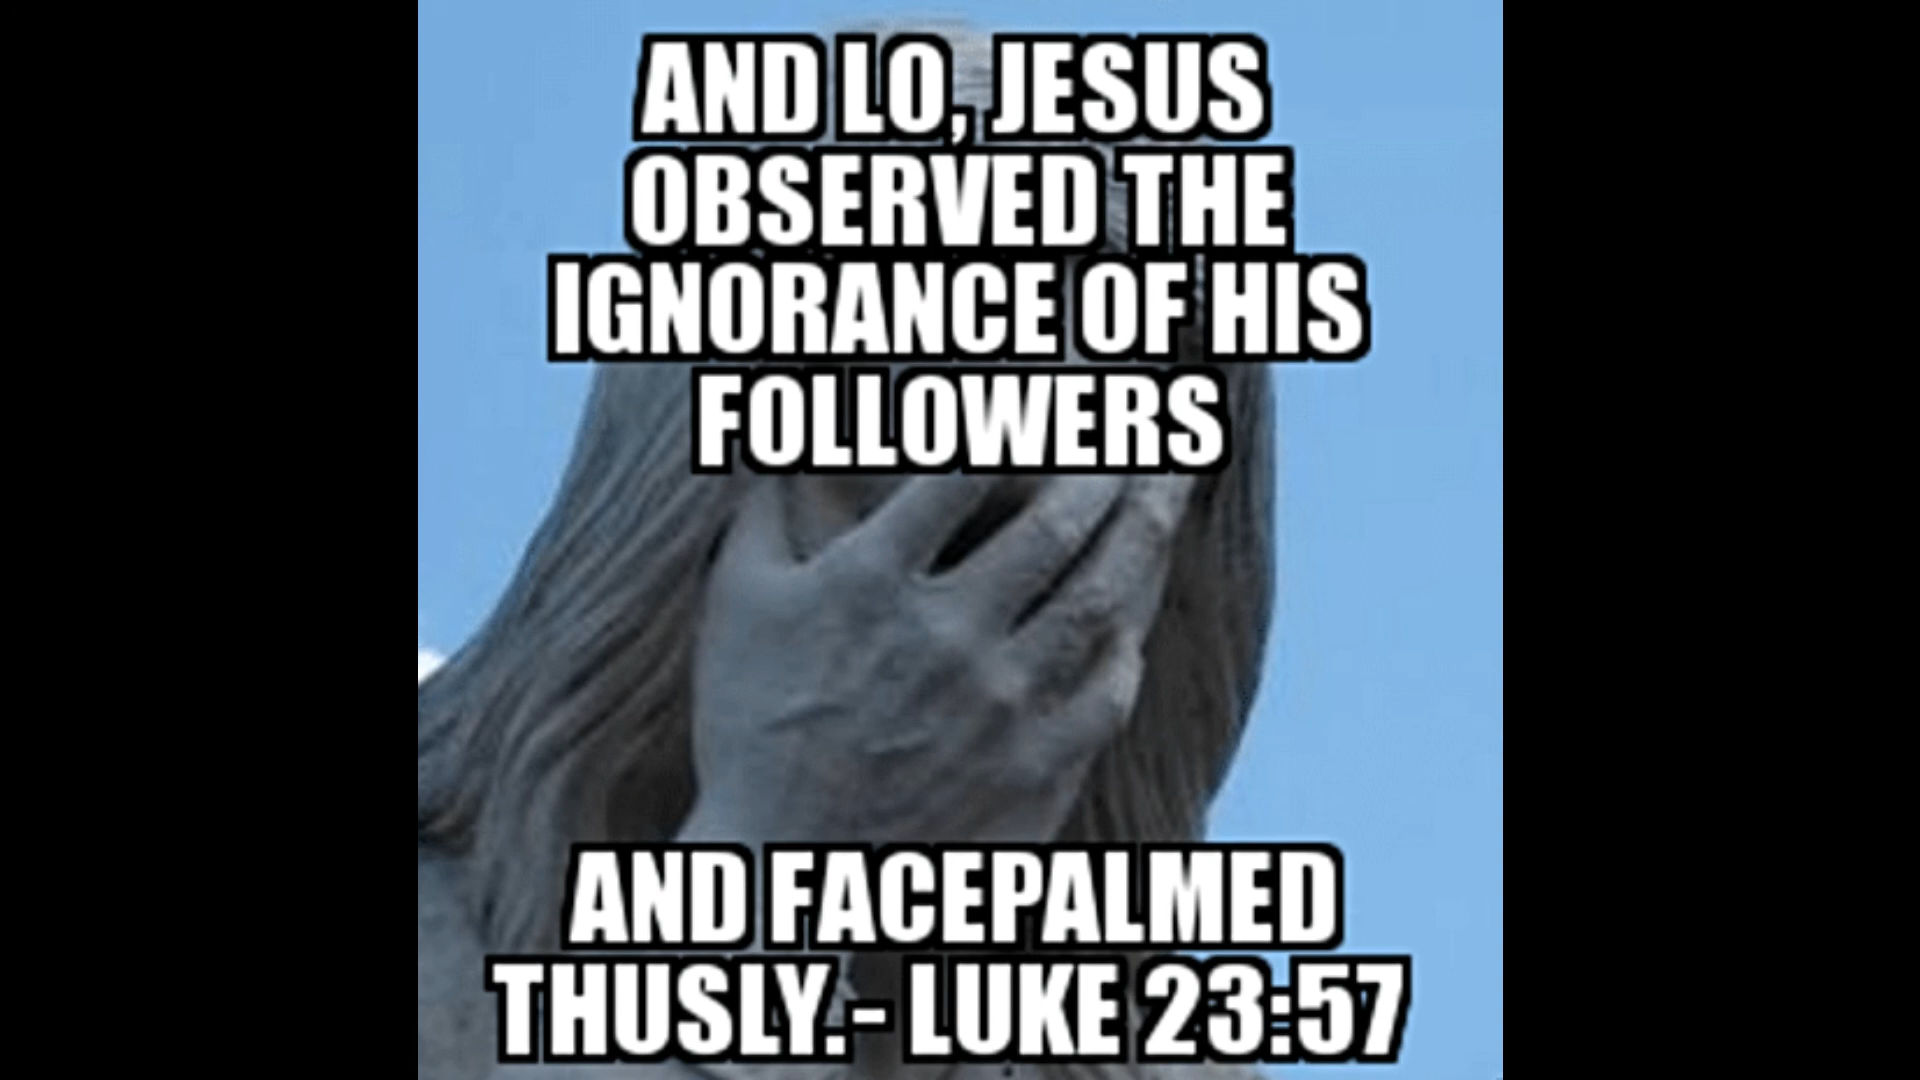 AND LO, JESUS
OBSERVED THE
IGNORANCE OF HIS
FOLLOWERS
AND FACEPALMED
THUSLY.- LUKE 23:57